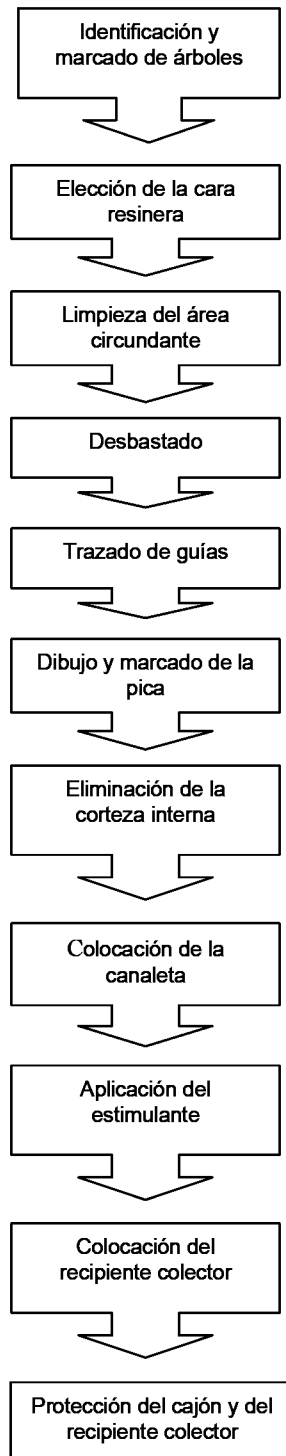 Identificación y
marcado de árboles
Elección de la cara
resinera
Limpieza del área
circundante
Desbastado
Trazado de guías
Dibujo y marcado de la
pica
Eliminación de la
corteza interna
Colocación de la
canaleta
Aplicación del
estimulante
Colocación del
recipiente colector
Protección del cajón y del
recipiente colector